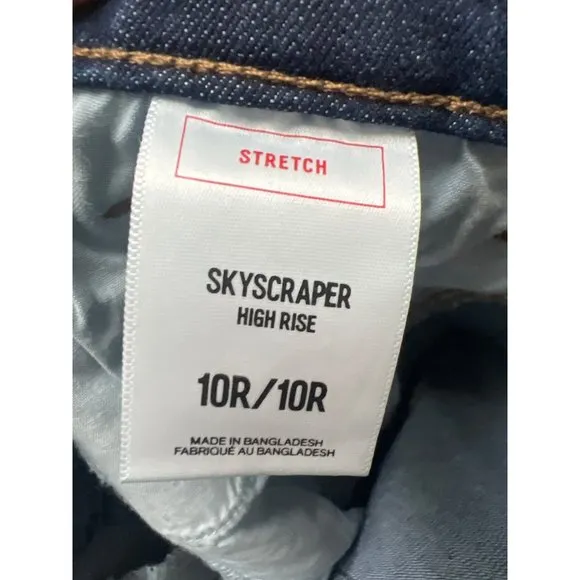 STRETCH
SKYSCRAPER
HIGH RISE
10R/10R
MADE IN BANGLADESH
FABRIQUÉ AU BANGLADESH